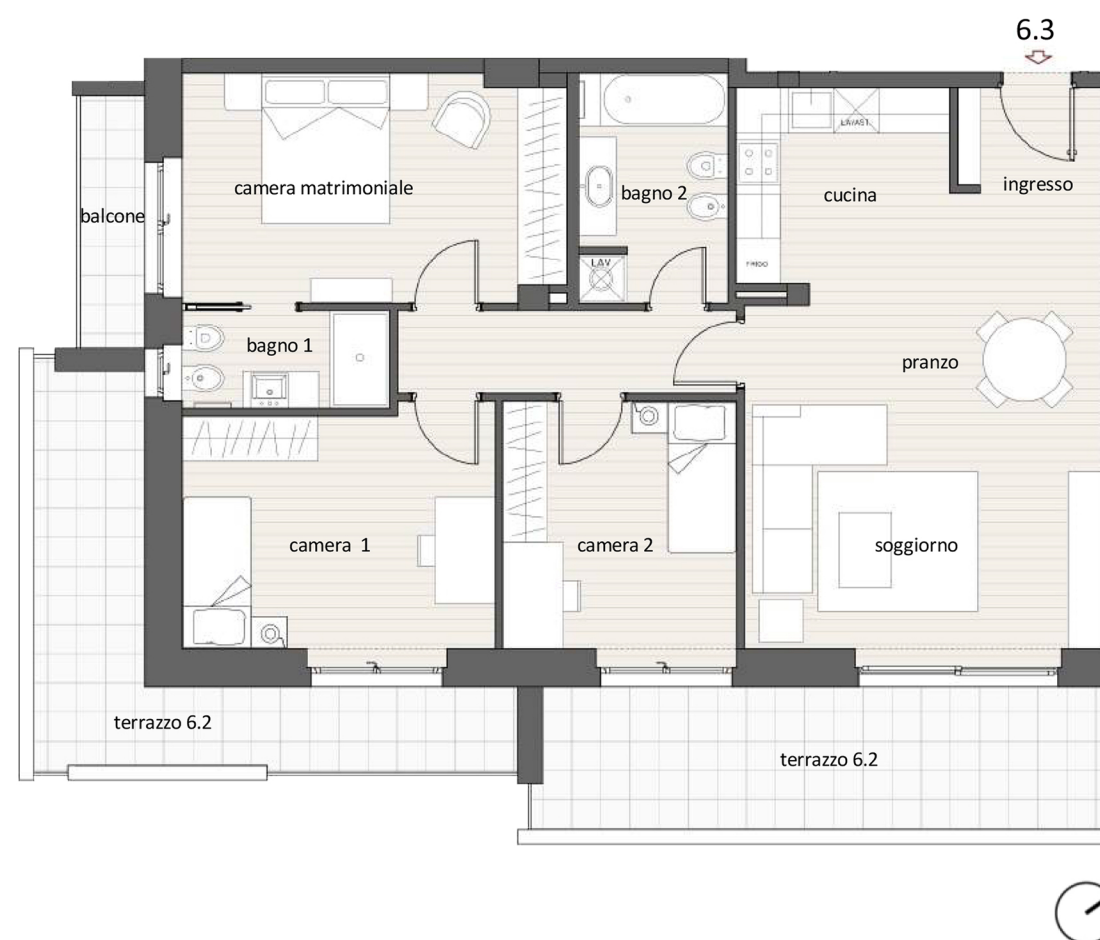 6.3
LAVAST.
camera matrimoniale
bagno 2
cucina
ingresso
balcone
LAV
FRIGO
bagno 1
pranzo
camera 1
camera 2
soggiorno
terrazzo 6.2
terrazzo 6.2